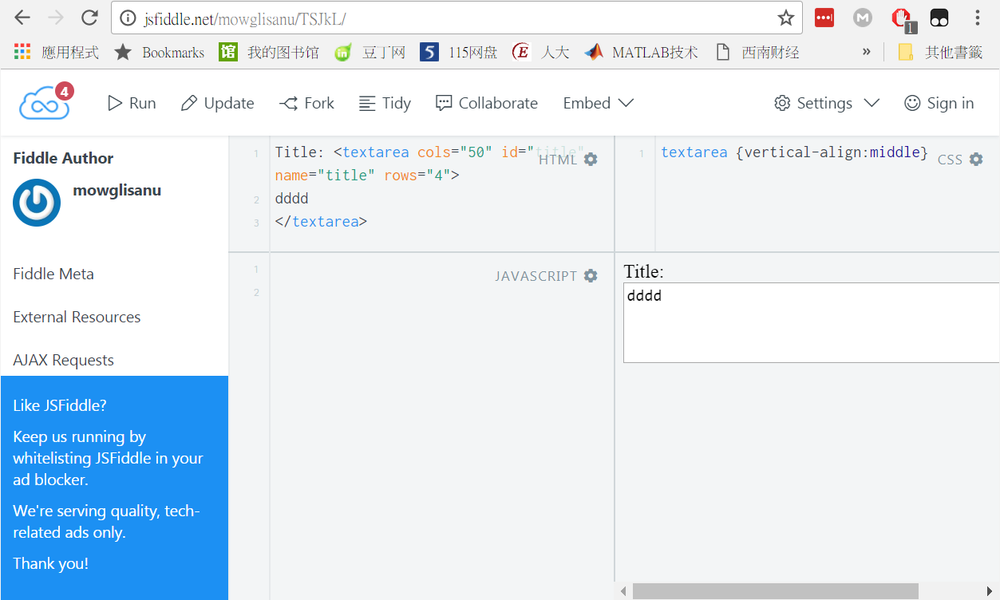 jsfiddle.net/mowglisanu/TSJkL/
1
應用程式 Bookmarks 馆 我的图书馆 in 豆丁网 5 115网盘 E 人大 MATLAB技术 西南财经 » 其他書籤
4 Run Update Fork Tidy Collaborate Embed Settings Sign in
Fiddle Author
mowglisanu
Fiddle Meta
External Resources
AJAX Requests
Like JSFiddle?
Keep us running by
whitelisting JSFiddle in your
ad blocker.
We're serving quality, tech-
related ads only.
Thank you!
1 Title: <textarea cols="50" id="title"
HTML
name="title" rows="4">
2 dddd
3 </textarea>
1 textarea {vertical-align:middle}
CSS
1
JAVASCRIPT
2
Title:
dddd